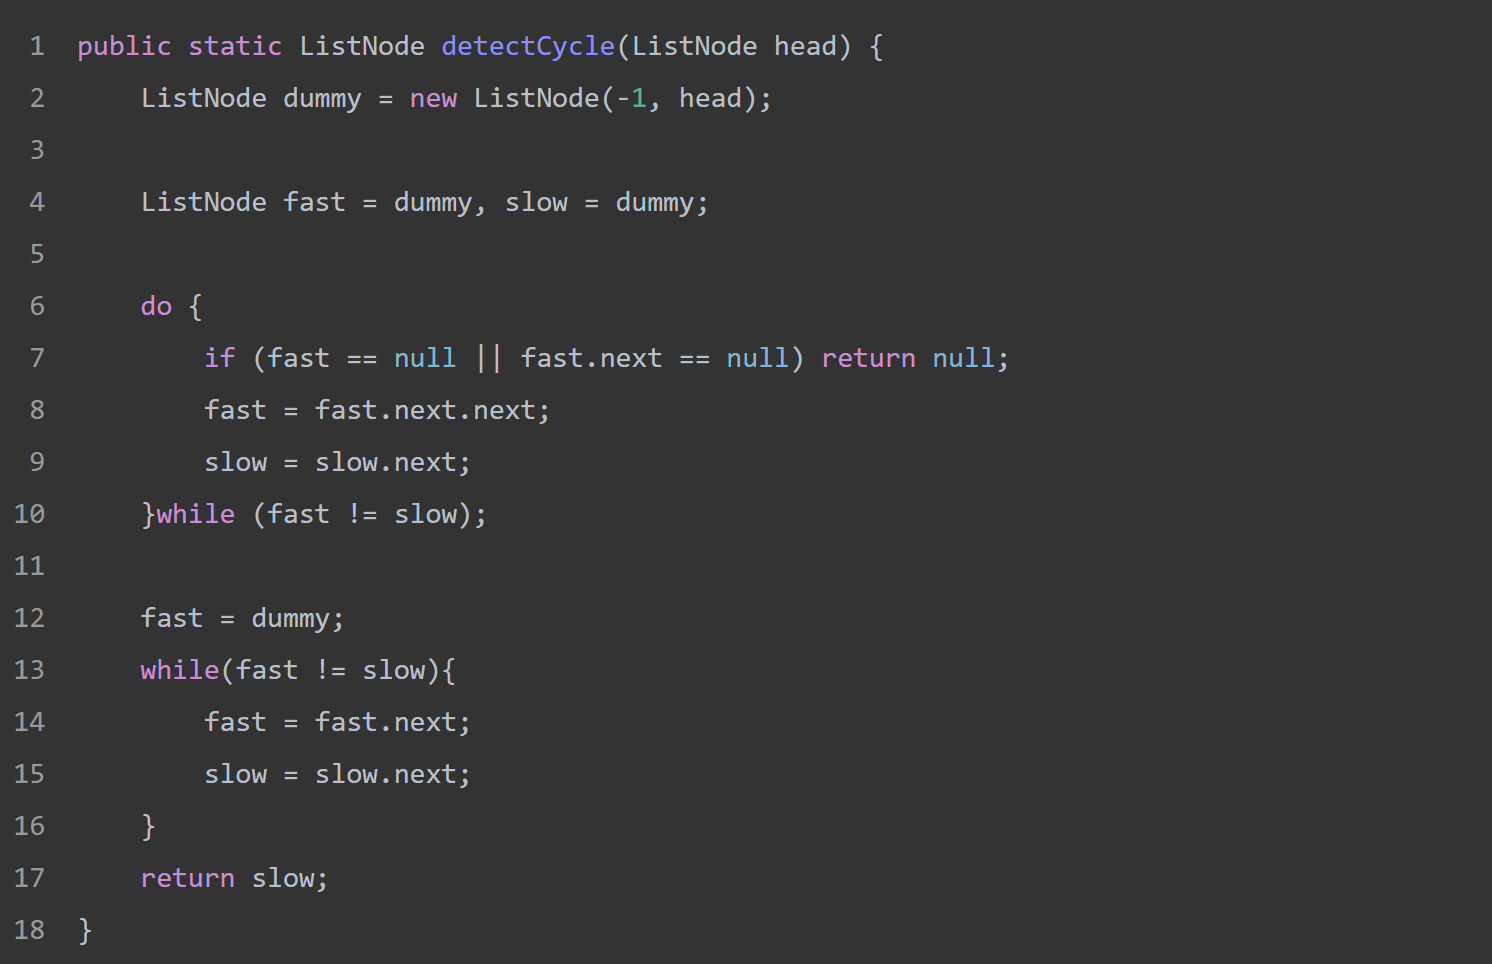 1 public static ListNode detectCycle(ListNode head) {
2     ListNode dummy = new ListNode(-1, head);
3
4     ListNode fast = dummy, slow = dummy;
5
6     do {
7         if (fast == null || fast.next == null) return null;
8         fast = fast.next.next;
9         slow = slow.next;
10     }while (fast != slow);
11
12     fast = dummy;
13     while(fast != slow){
14         fast = fast.next;
15         slow = slow.next;
16     }
17     return slow;
18 }